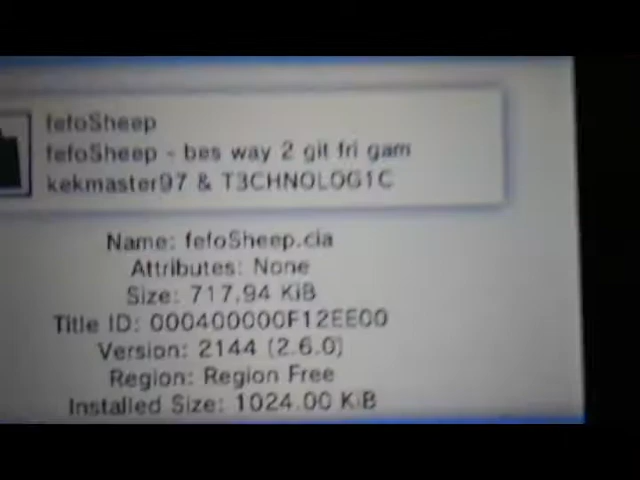 fefoSheep
fefoSheep - bes way 2 git fri gam
kekmaster97 & T3CHNOLOG1C
Name: fefoSheep.cia
Attributes: None
Size: 717.94 KiB
Title ID: 000400000F12EE00
Version: 2144 (2.6.0)
Region: Region Free
Installed Size: 1024.00 KiB